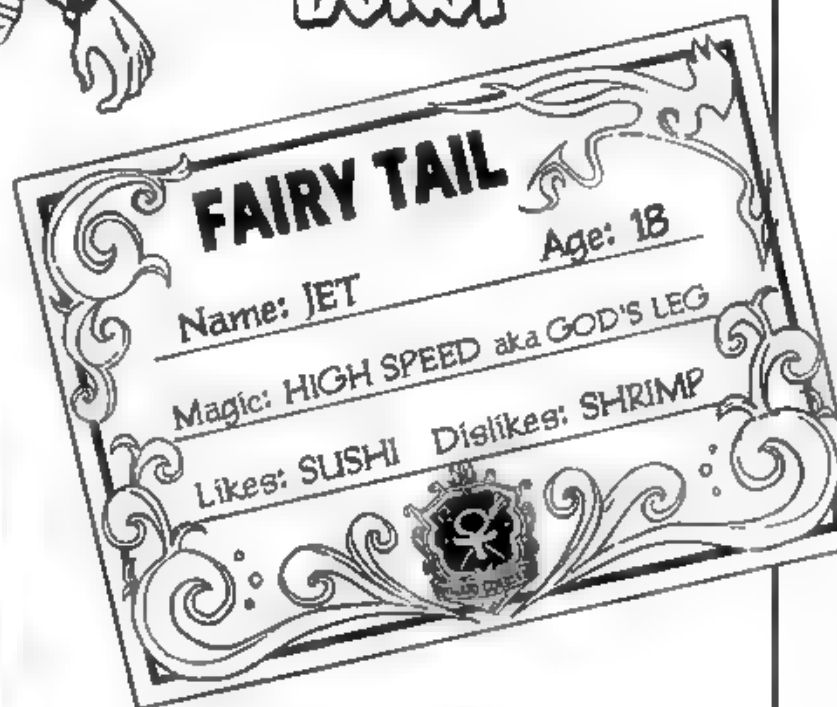 FAIRY TAIL
Name: JET Age: 18
Magic: HIGH SPEED aka GOD'S LEG
Likes: SUSHI Dislikes: SHRIMP